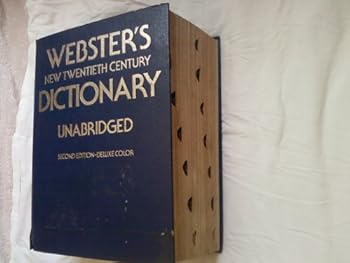 WEBSTER'S
NEW TWENTIETH CENTURY
DICTIONARY
UNABRIDGED
SECOND EDITION-DELUXE COLOR